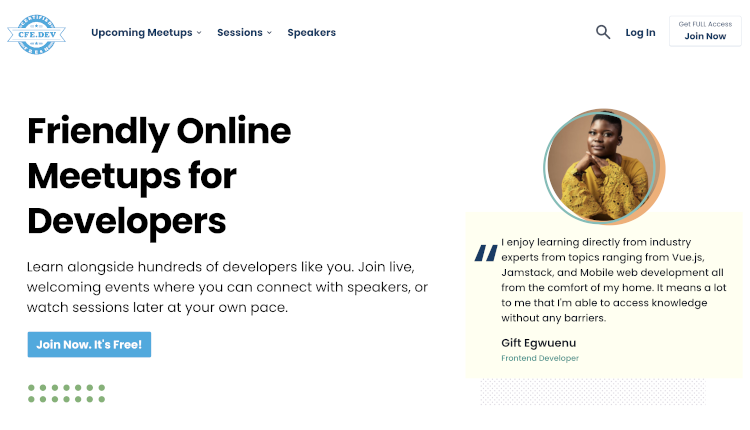 CFE.DEV
Upcoming Meetups
Sessions
Speakers
Log In
Get FULL Access
Join Now
Friendly Online
Meetups for
Developers
Learn alongside hundreds of developers like you. Join live,
welcoming events where you can connect with speakers, or
watch sessions later at your own pace.
Join Now. It's Free!
“
I enjoy learning directly from industry
experts from topics ranging from Vue.js,
Jamstack, and Mobile web development all
from the comfort of my home. It means a lot
to me that I'm able to access knowledge
without any barriers.
Gift Egwuenu
Frontend Developer